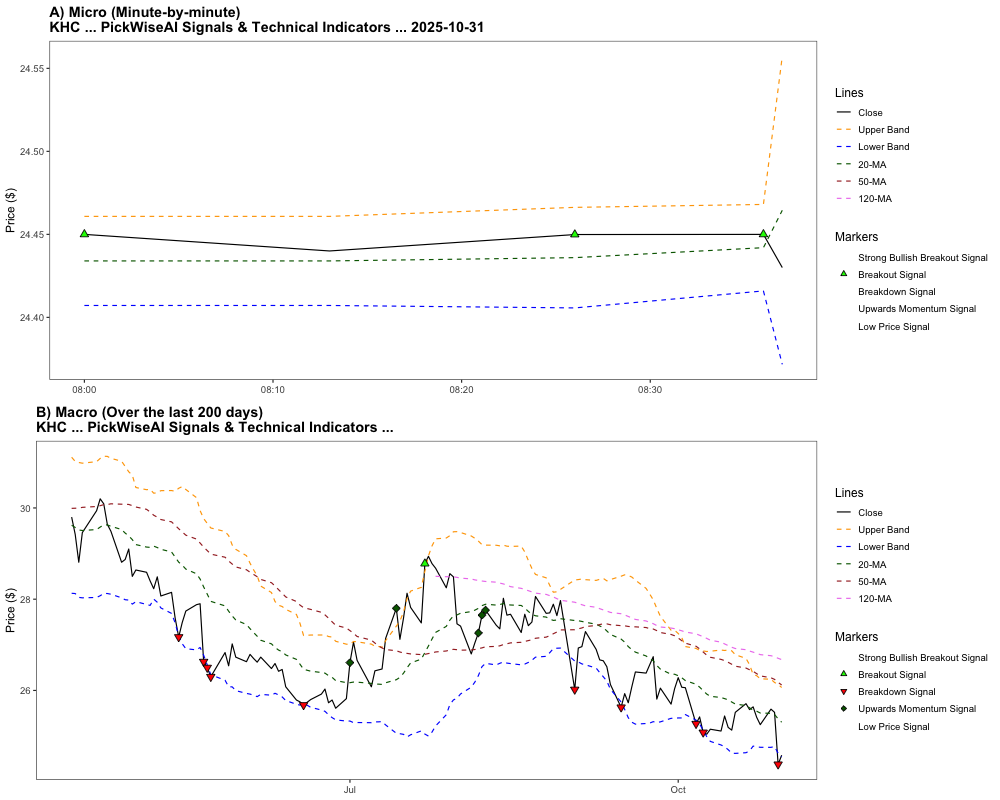 A) Micro (Minute-by-minute)
KHC ... PickWiseAI Signals & Technical Indicators ... 2025-10-31
24.55
24.50
24.45
24.40
Price ($)
08:00
08:10
08:20
08:30
Lines
Close
Upper Band
Lower Band
20-MA
50-MA
120-MA
Markers
Strong Bullish Breakout Signal
Breakout Signal
Breakdown Signal
Upwards Momentum Signal
Low Price Signal
B) Macro (Over the last 200 days)
KHC ... PickWiseAI Signals & Technical Indicators ...
30
28
26
Price ($)
Jul
Oct
Lines
Close
Upper Band
Lower Band
20-MA
50-MA
120-MA
Markers
Strong Bullish Breakout Signal
Breakout Signal
Breakdown Signal
Upwards Momentum Signal
Low Price Signal